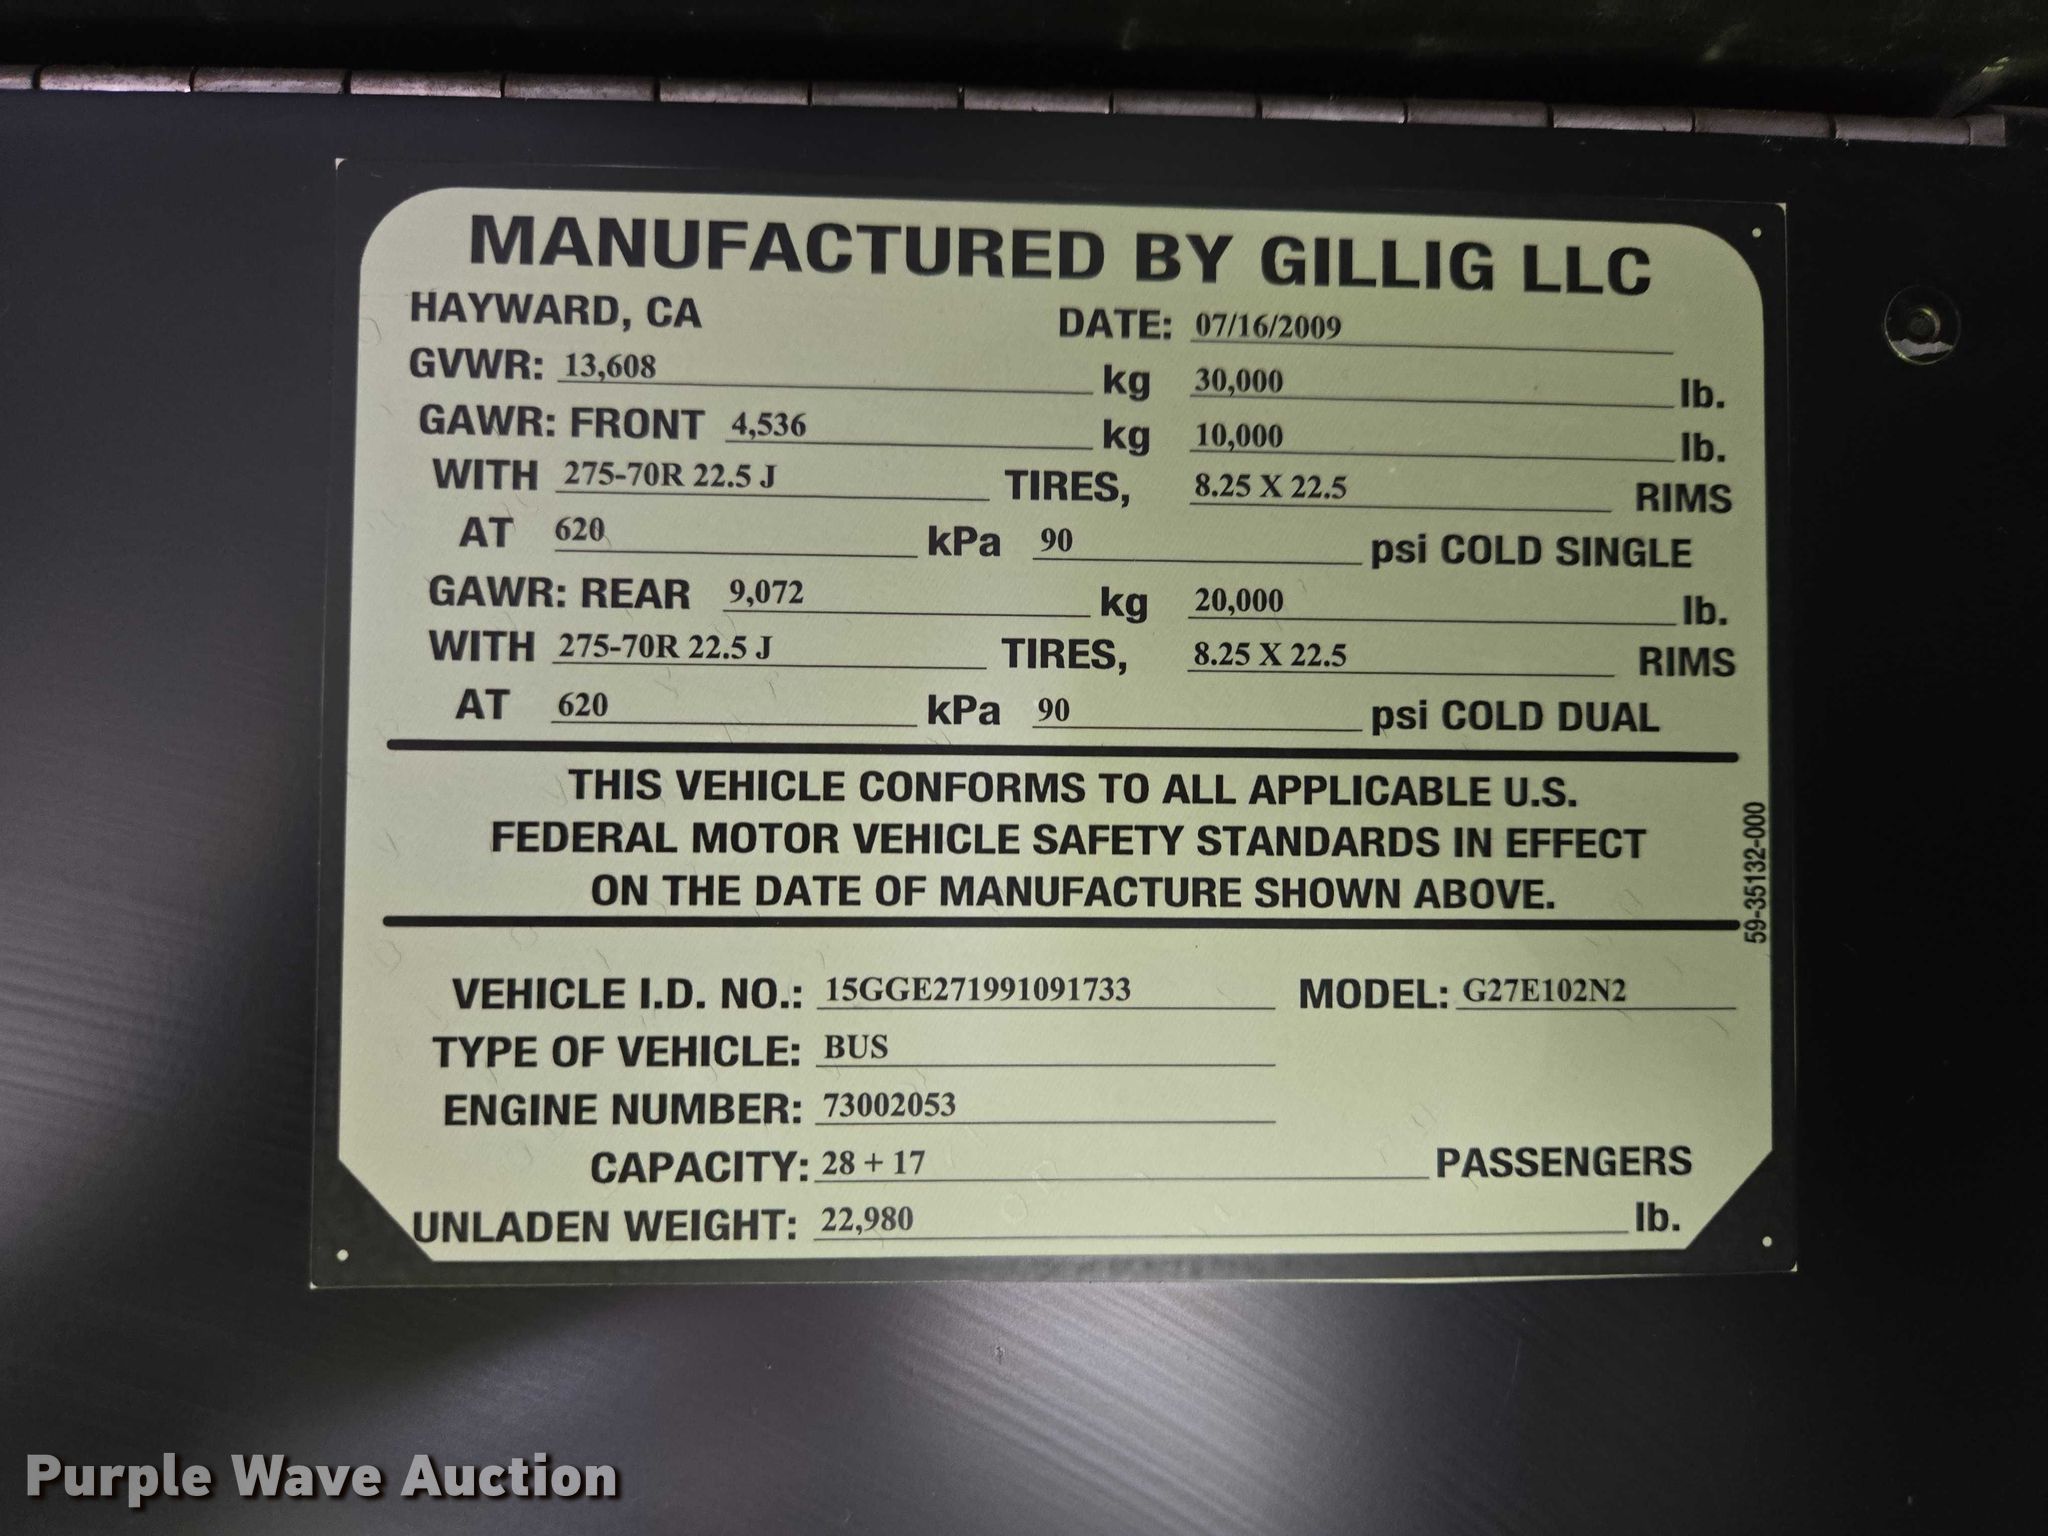 MANUFACTURED BY GILLIG LLC
HAYWARD, CA DATE: 07/16/2009
GVWR: 13,608 kg 30,000 lb.
GAWR: FRONT 4,536 kg 10,000 lb.
WITH 275-70R 22.5 J TIRES, 8.25 X 22.5 RIMS
AT 620 kPa 90 psi COLD SINGLE
GAWR: REAR 9,072 kg 20,000 lb.
WITH 275-70R 22.5 J TIRES, 8.25 X 22.5 RIMS
AT 620 kPa 90 psi COLD DUAL
THIS VEHICLE CONFORMS TO ALL APPLICABLE U.S.
FEDERAL MOTOR VEHICLE SAFETY STANDARDS IN EFFECT
ON THE DATE OF MANUFACTURE SHOWN ABOVE.
59-35132-000
VEHICLE I.D. NO.: 15GGE271991091733 MODEL: G27E102N2
TYPE OF VEHICLE: BUS
ENGINE NUMBER: 73002053
CAPACITY: 28 + 17 PASSENGERS
UNLADEN WEIGHT: 22,980 lb.
Purple Wave Auction